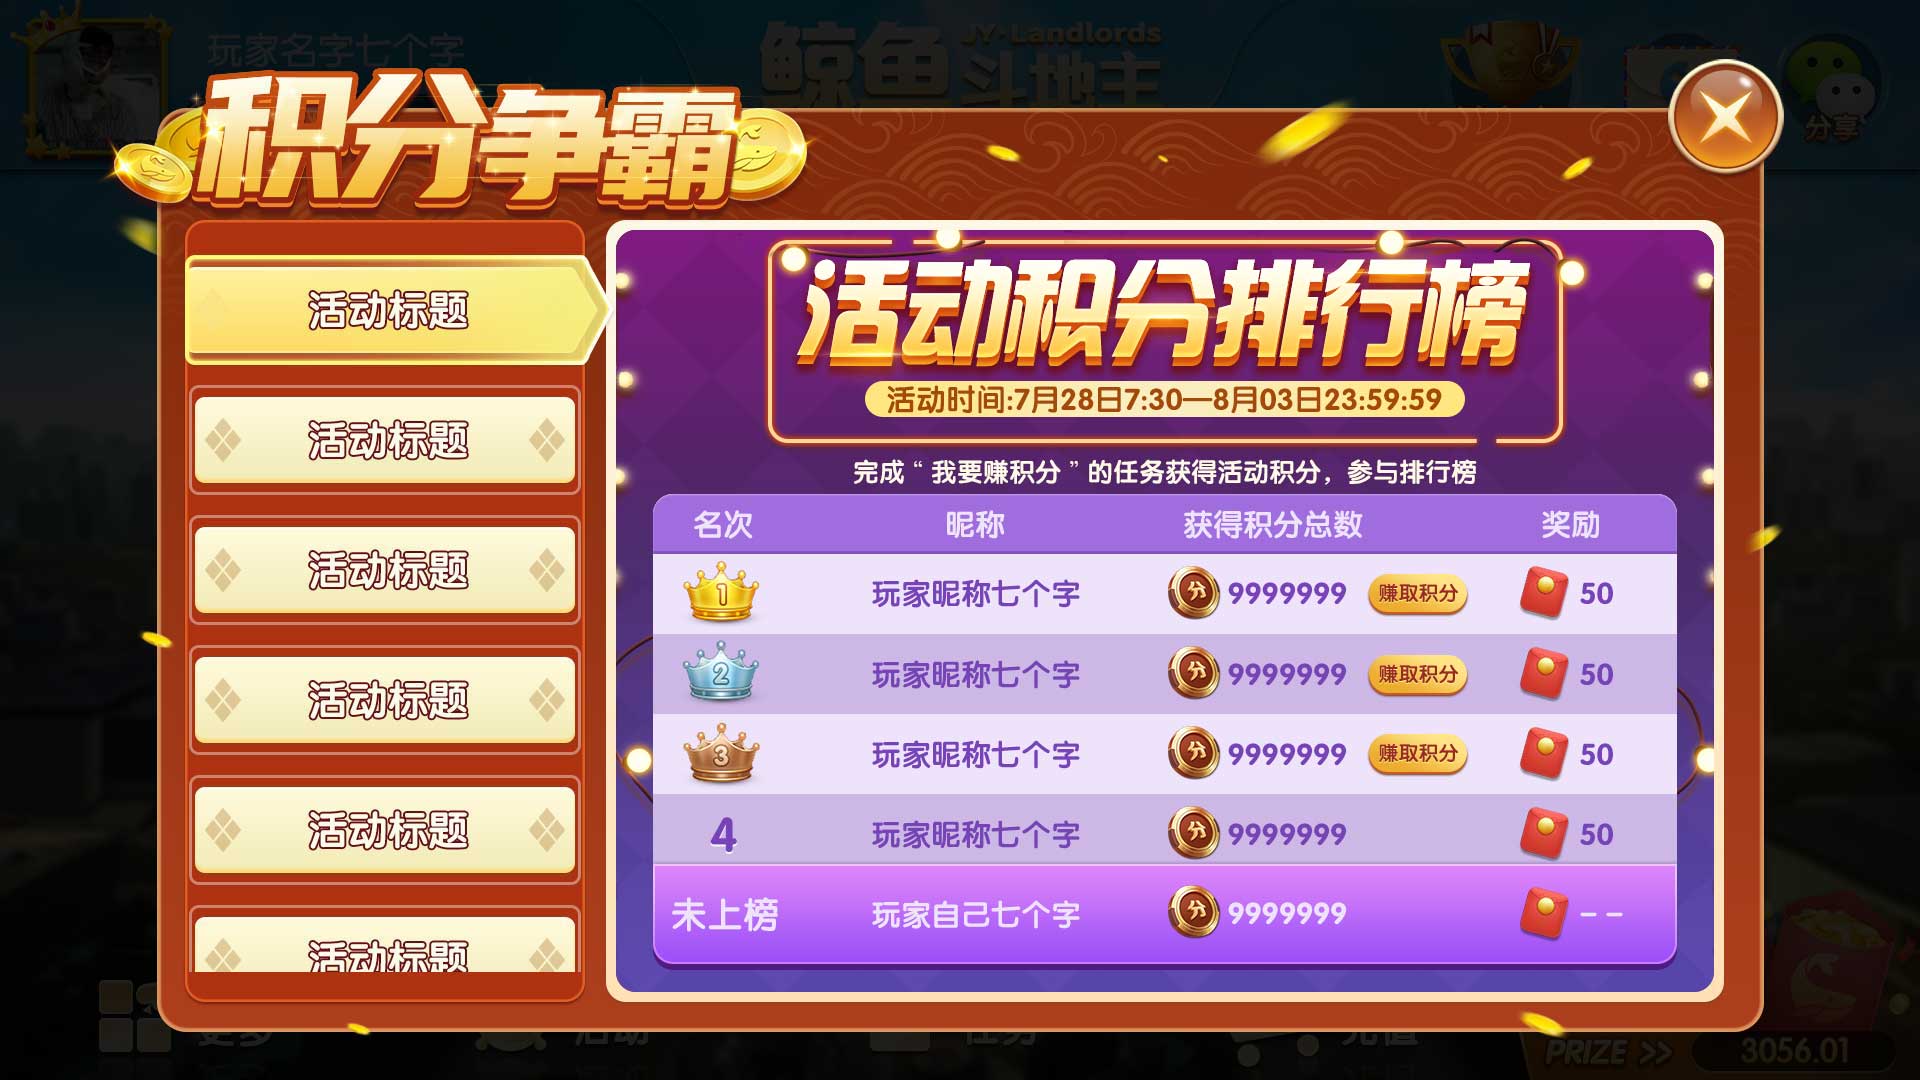 玩家名字七个字
鲸鱼
JY·Landlords
斗地主
分享
积分争霸
活动标题
活动标题
活动标题
活动标题
活动标题
活动标题
活动积分排行榜
活动时间:7月28日7:30—8月03日23:59:59
完成“我要赚积分”的任务获得活动积分，参与排行榜
名次 昵称 获得积分总数 奖励
1 玩家昵称七个字 分 9999999 赚取积分 50
2 玩家昵称七个字 分 9999999 赚取积分 50
3 玩家昵称七个字 分 9999999 赚取积分 50
4 玩家昵称七个字 分 9999999 50
未上榜 玩家自己七个字 分 9999999 – –
更多 活动 任务 充值
PRIZE >> 3056.01